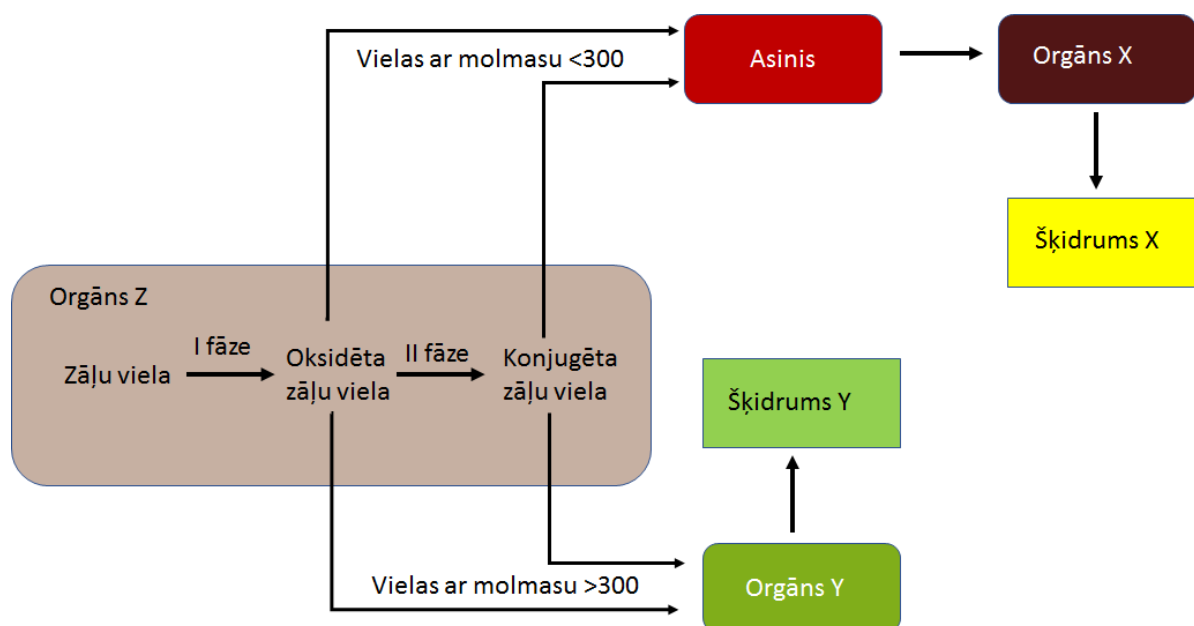 Vielas ar molmasu <300
Asinis
Orgāns X
Šķidrums X
Orgāns Z
I fāze
Zāļu viela
Oksidēta
zāļu viela
II fāze
Konjugēta
zāļu viela
Šķidrums Y
Vielas ar molmasu >300
Orgāns Y